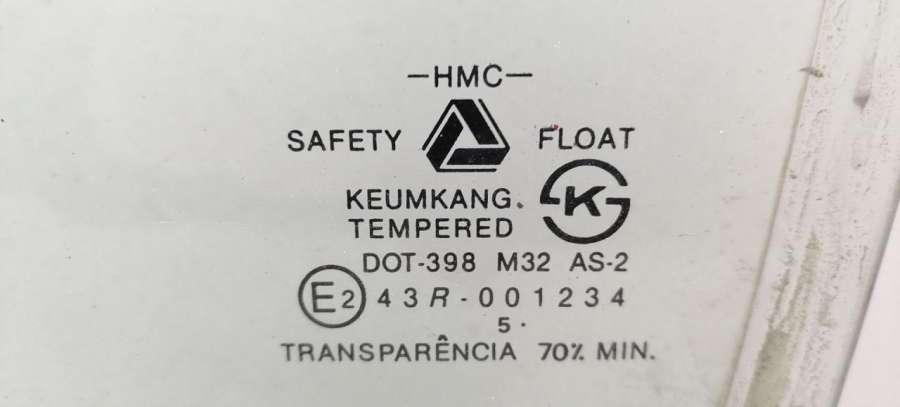 -HMC-
SAFETY FLOAT
KEUMKANG.
K
TEMPERED
DOT-398 M32 AS-2
E2 43R-001234
5·
TRANSPARÊNCIA 70% MIN.